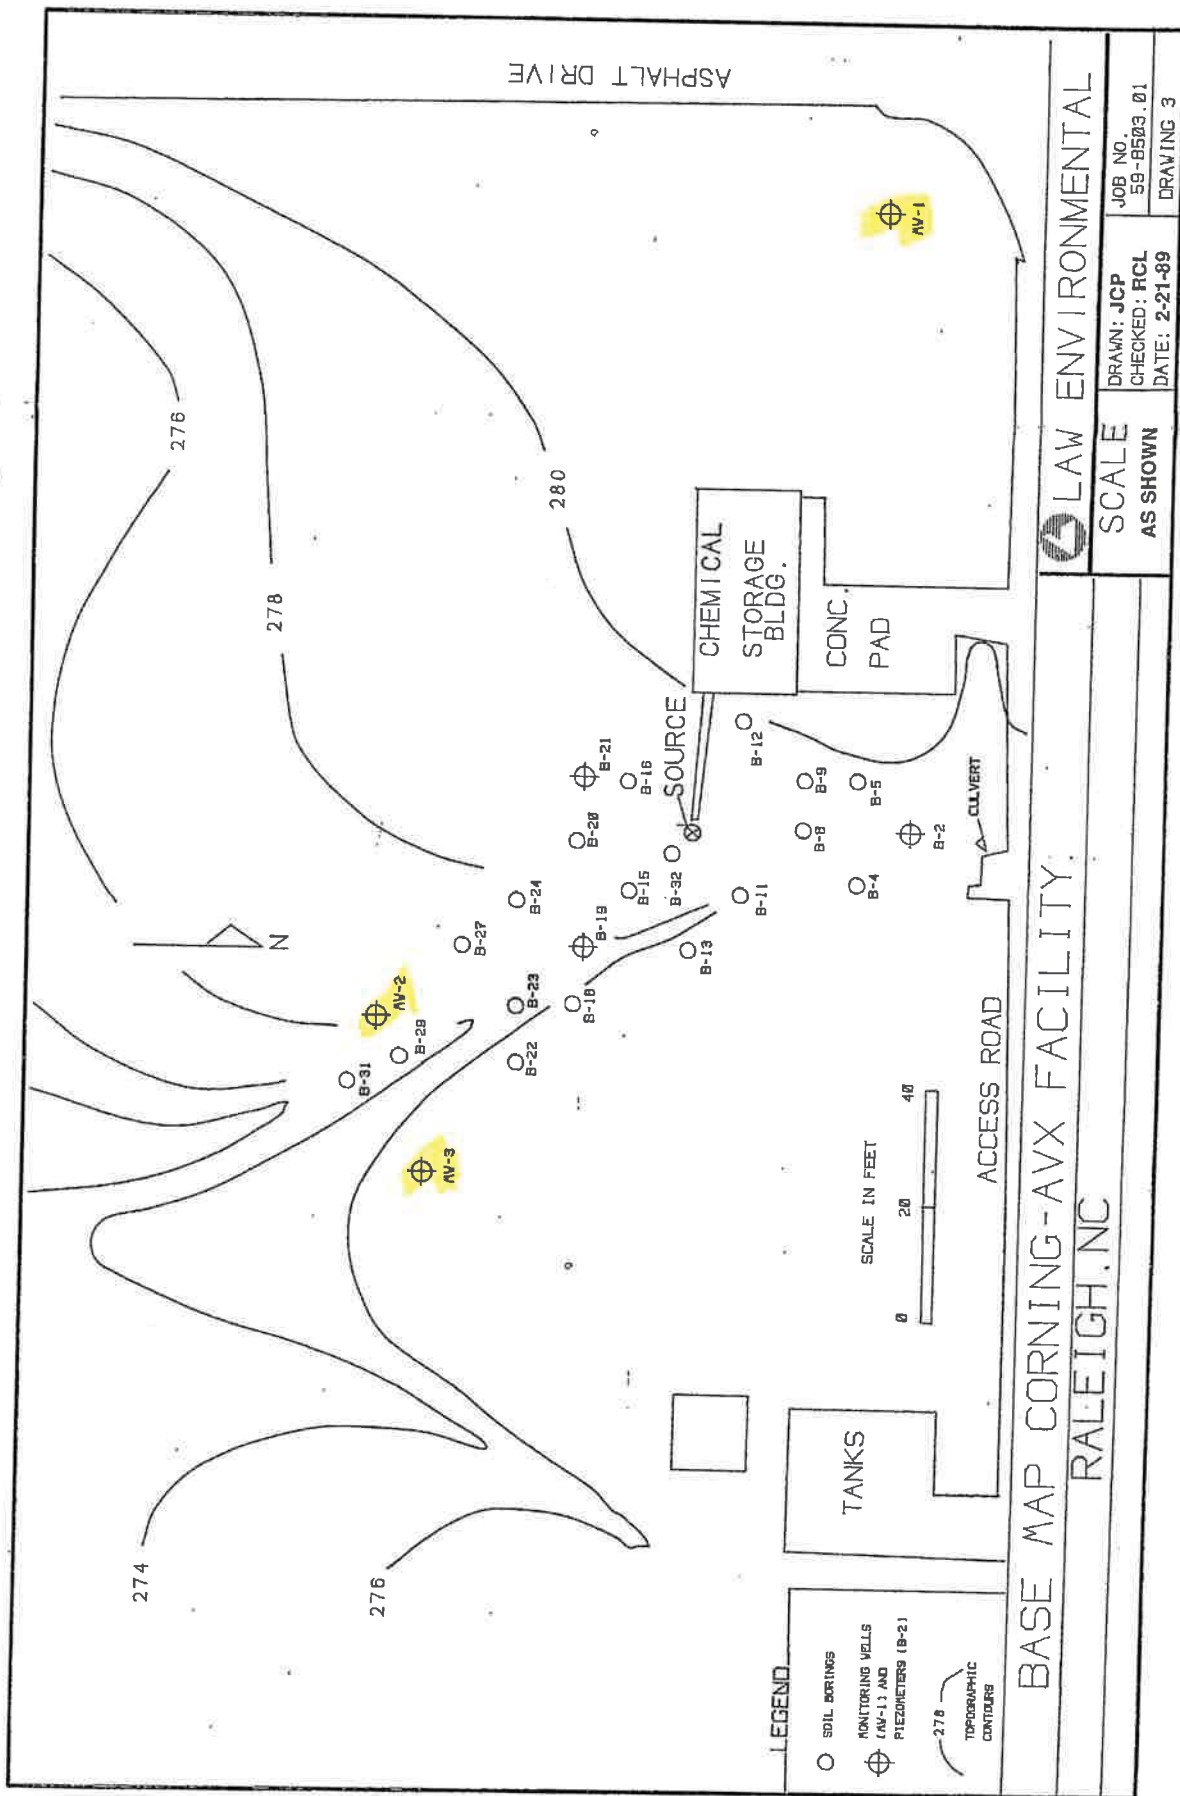 ASPHALT DRIVE
276
278
280
274
276
N
AV-1
AV-2
AV-3
B-31
B-29
B-27
B-24
B-23
B-22
B-21
B-20
B-19
B-18
B-16
B-15
B-32
SOURCE
B-13
B-12
B-11
B-9
B-8
B-5
B-4
B-2
CHEMICAL
STORAGE
BLDG.
CONC.
PAD
CULVERT
ACCESS ROAD
SCALE IN FEET
0 20 40
TANKS
LEGEND
SOIL BORINGS
MONITORING WELLS
(AV-1) AND
PIEZOMETERS (B-2)
278
TOPOGRAPHIC
CONTOURS
BASE MAP CORNING-AVX FACILITY.
RALEIGH.NC
LAW ENVIRONMENTAL
SCALE
AS SHOWN
DRAWN: JCP
CHECKED: RCL
DATE: 2-21-89
JOB NO.
59-8503.01
DRAWING 3